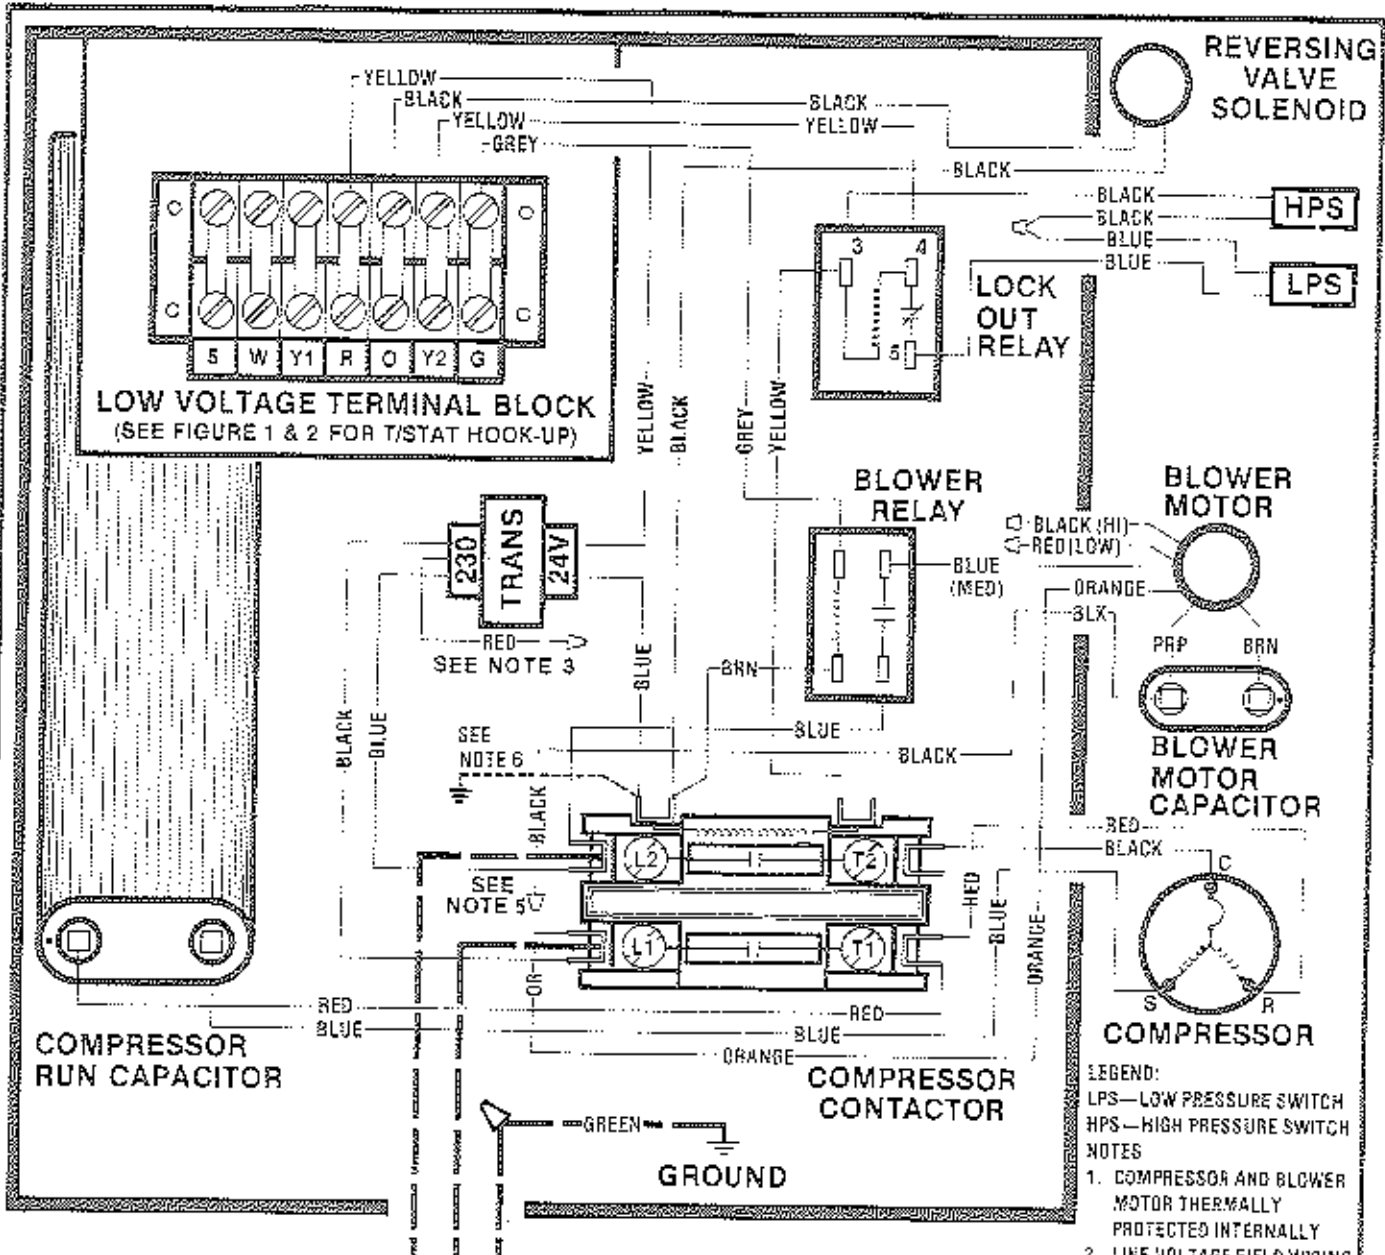 REVERSING
VALVE
SOLENOID
YELLOW
BLACK
BLACK
YELLOW
YELLOW
GREY
BLACK
BLACK
HPS
BLACK
BLUE
BLUE
LPS
3 4
5
LOCK
OUT
RELAY
S W Y1 R O Y2 G
LOW VOLTAGE TERMINAL BLOCK
(SEE FIGURE 1 & 2 FOR T/STAT HOOK-UP)
YELLOW
BLACK
GREY
YELLOW
BLOWER
RELAY
BLOWER
MOTOR
BLACK (HI)
RED (LOW)
BLUE
(MED)
ORANGE
BLK
230
TRANS
24V
RED
SEE NOTE 3
BLUE
BRN
PRP
BRN
BLACK
BLUE
SEE
NOTE 6
BLUE
BLACK
BLOWER
MOTOR
CAPACITOR
BLACK
RED
BLACK
L2
T2
C
SEE
NOTE 5
RED
BLUE
ORANGE
L1
T1
OR
S
R
COMPRESSOR
RED
BLUE
RED
BLUE
ORANGE
COMPRESSOR
RUN CAPACITOR
COMPRESSOR
CONTACTOR
GREEN
GROUND
LEGEND:
LPS—LOW PRESSURE SWITCH
HPS—HIGH PRESSURE SWITCH
NOTES
1. COMPRESSOR AND BLOWER
MOTOR THERMALLY
PROTECTED INTERNALLY
2. LINE VOLTAGE FIELD WIRING